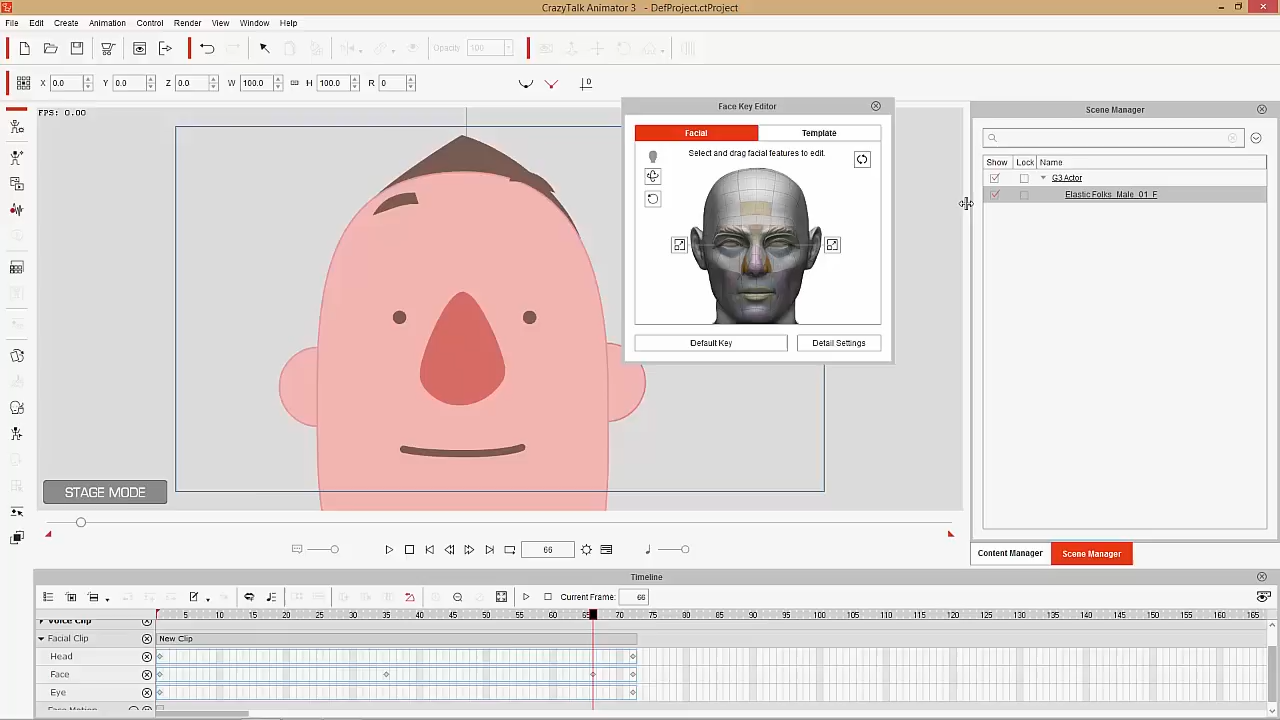 CrazyTalk Animator 3 - DefProject.ctProject
File Edit Create Animation Control Render View Window Help
Opacity 100
X 0.0 Y 0.0 Z 0.0 W 100.0 H 100.0 R 0
FPS: 0.00
Face Key Editor
Facial Template
Select and drag facial features to edit.
Default Key Detail Settings
Scene Manager
Show Lock Name
G3 Actor
Elastic Folks_Male_01_F
STAGE MODE
66
Content Manager Scene Manager
Timeline
Current Frame: 66
5 10 15 20 25 30 35 40 45 50 55 60 65 70 75 80 85 90 95 100 105 110 115 120 125 130 135 140 145 150 155 160 165
Voice Clip
Facial Clip New Clip
Head
Face
Eye
Face Motion